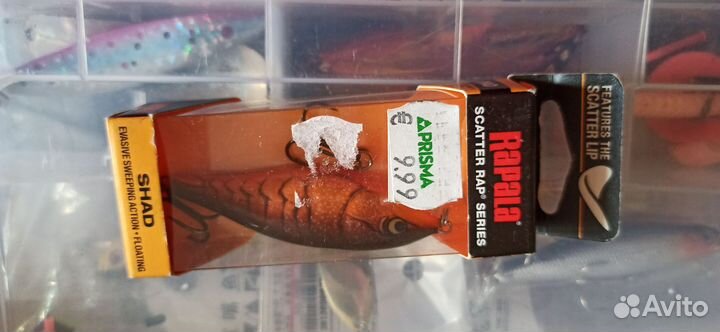 SHAD
EVASIVE SWEEPING ACTION • FLOATING
PRISMA
€ 9.99
Rapala
SCATTER RAP® SERIES
FEATURES THE
SCATTER LIP
Avito